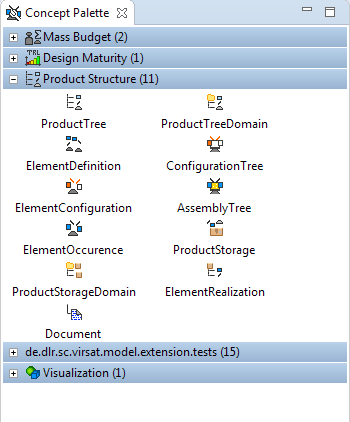 Concept Palette
Mass Budget (2)
TRL Design Maturity (1)
Product Structure (11)
ProductTree ProductTreeDomain
ElementDefinition ConfigurationTree
ElementConfiguration AssemblyTree
ElementOccurence ProductStorage
ProductStorageDomain ElementRealization
Document
de.dlr.sc.virsat.model.extension.tests (15)
Visualization (1)